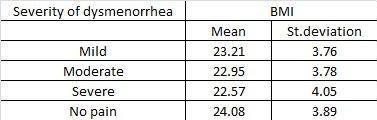 Severity of dysmenorrhea BMI
Mean St.deviation
Mild 23.21 3.76
Moderate 22.95 3.78
Severe 22.57 4.05
No pain 24.08 3.89